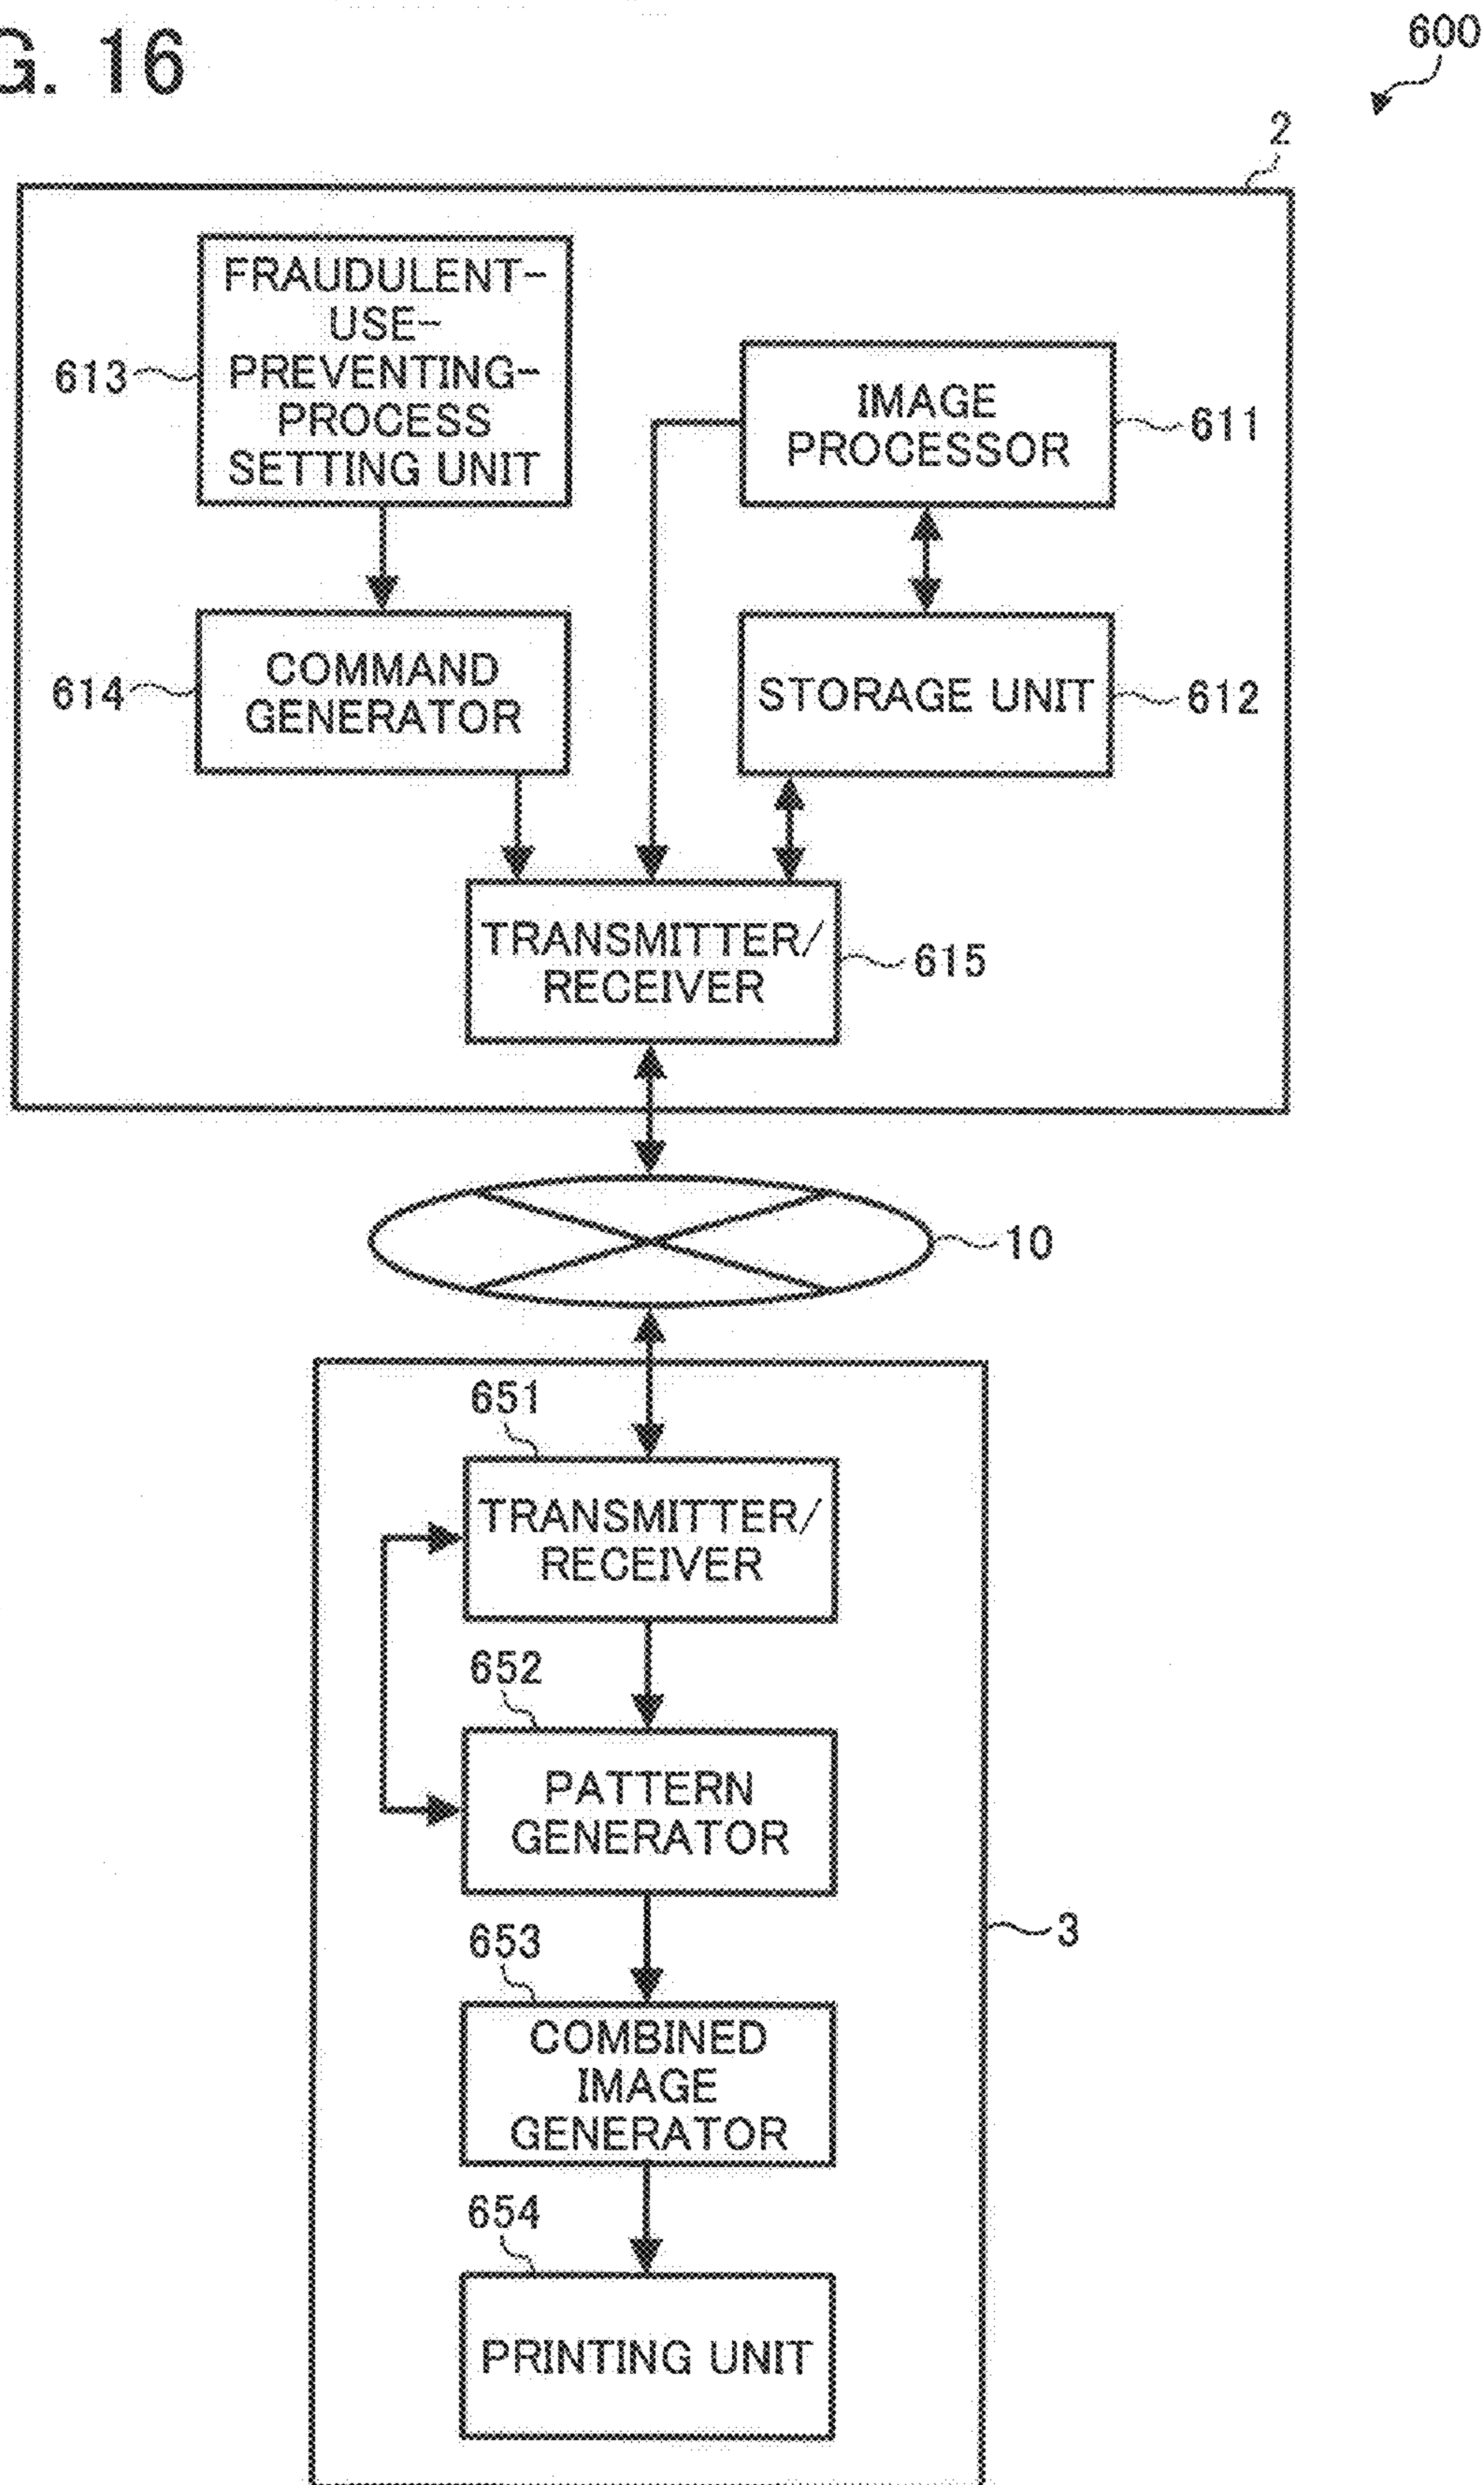 G. 16
600
2
FRAUDULENT-
USE-
PREVENTING-
PROCESS
SETTING UNIT
613
IMAGE
PROCESSOR
611
COMMAND
GENERATOR
614
STORAGE UNIT
612
TRANSMITTER/
RECEIVER
615
10
651
TRANSMITTER/
RECEIVER
652
PATTERN
GENERATOR
3
653
COMBINED
IMAGE
GENERATOR
654
PRINTING UNIT